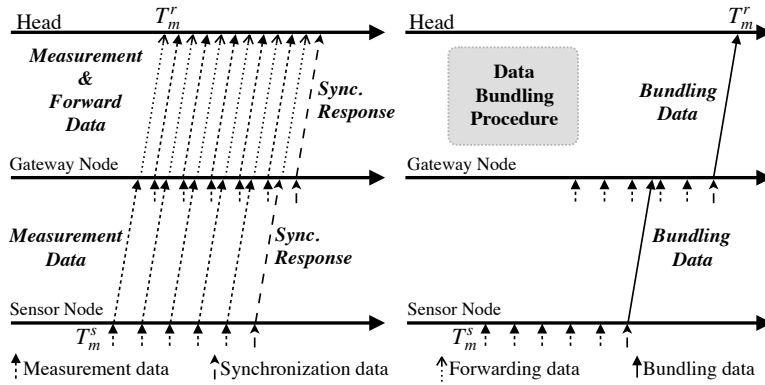 Head
T_m^r
Measurement
&
Forward
Data
Sync.
Response
Gateway Node
Measurement
Data
Sync.
Response
Sensor Node
T_m^s
Head
T_m^r
Data
Bundling
Procedure
Bundling
Data
Gateway Node
Bundling
Data
Sensor Node
T_m^s
Measurement data
Synchronization data
Forwarding data
Bundling data